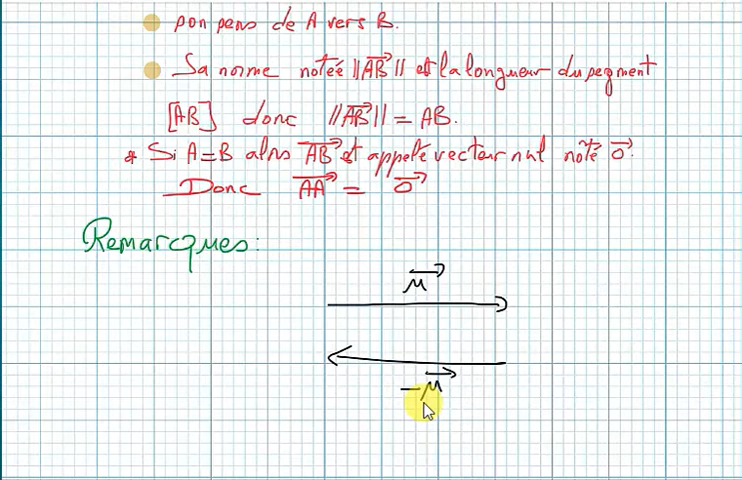 • son sens de A vers B.
• Sa norme notée ||AB→|| est la longueur du segment
[AB] donc ||AB→|| = AB.
* Si A=B alors AB→ est appelé vecteur nul noté 0→.
Donc AA→ = 0→
Remarques:
u→
-u→